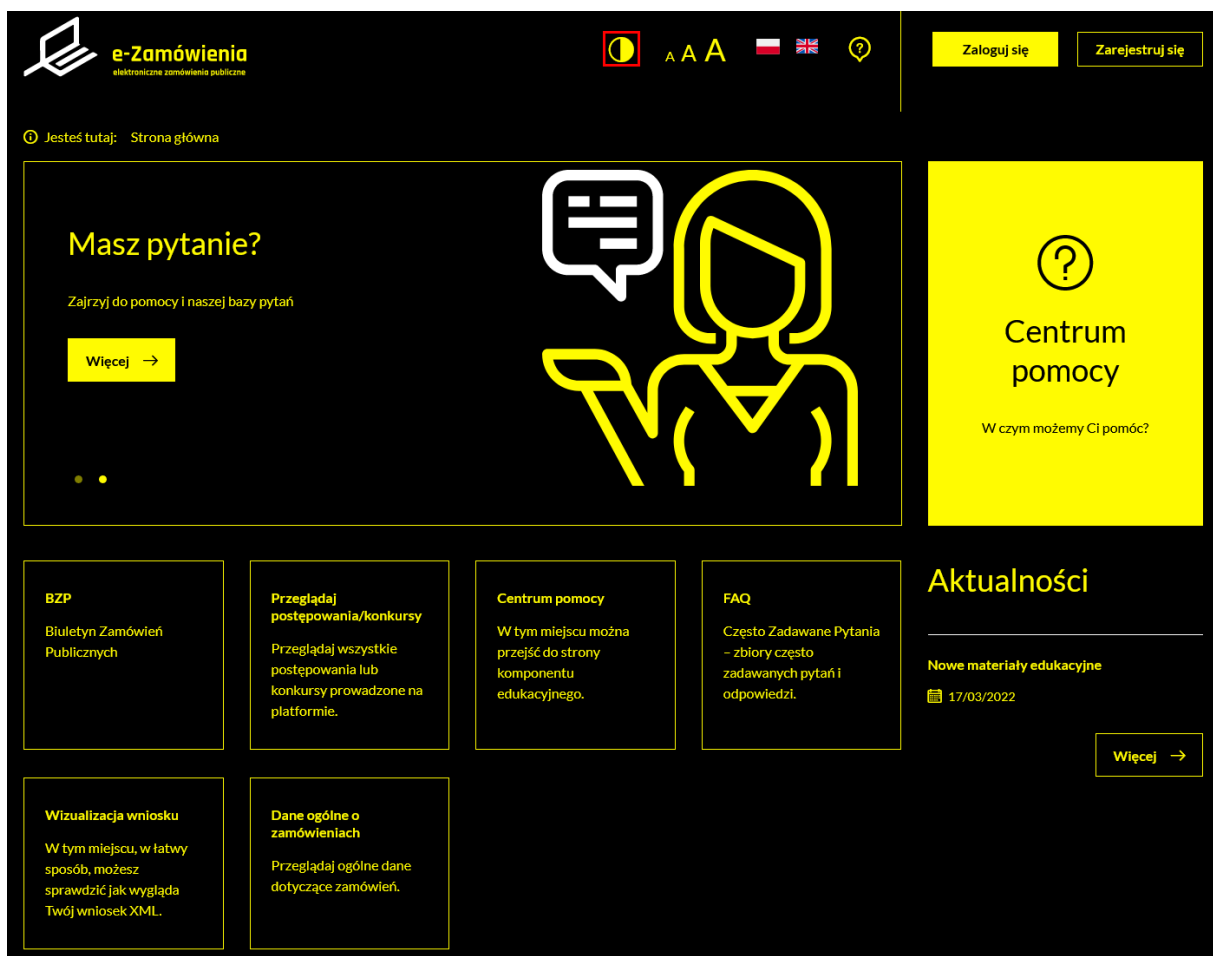 e-Zamówienia
elektroniczne zamówienia publiczne
A A A
Zaloguj się
Zarejestruj się
Jesteś tutaj: Strona główna
Masz pytanie?
Zajrzyj do pomocy i naszej bazy pytań
Więcej →
?
Centrum
pomocy
W czym możemy Ci pomóc?
BZP
Biuletyn Zamówień
Publicznych
Przeglądaj
postępowania/konkursy
Przeglądaj wszystkie
postępowania lub
konkursy prowadzone na
platformie.
Centrum pomocy
W tym miejscu można
przejść do strony
komponentu
edukacyjnego.
FAQ
Często Zadawane Pytania
– zbiory często
zadawanych pytań i
odpowiedzi.
Aktualności
Nowe materiały edukacyjne
17/03/2022
Więcej →
Wizualizacja wniosku
W tym miejscu, w łatwy
sposób, możesz
sprawdzić jak wygląda
Twój wniosek XML.
Dane ogólne o
zamówieniach
Przeglądaj ogólne dane
dotyczące zamówień.